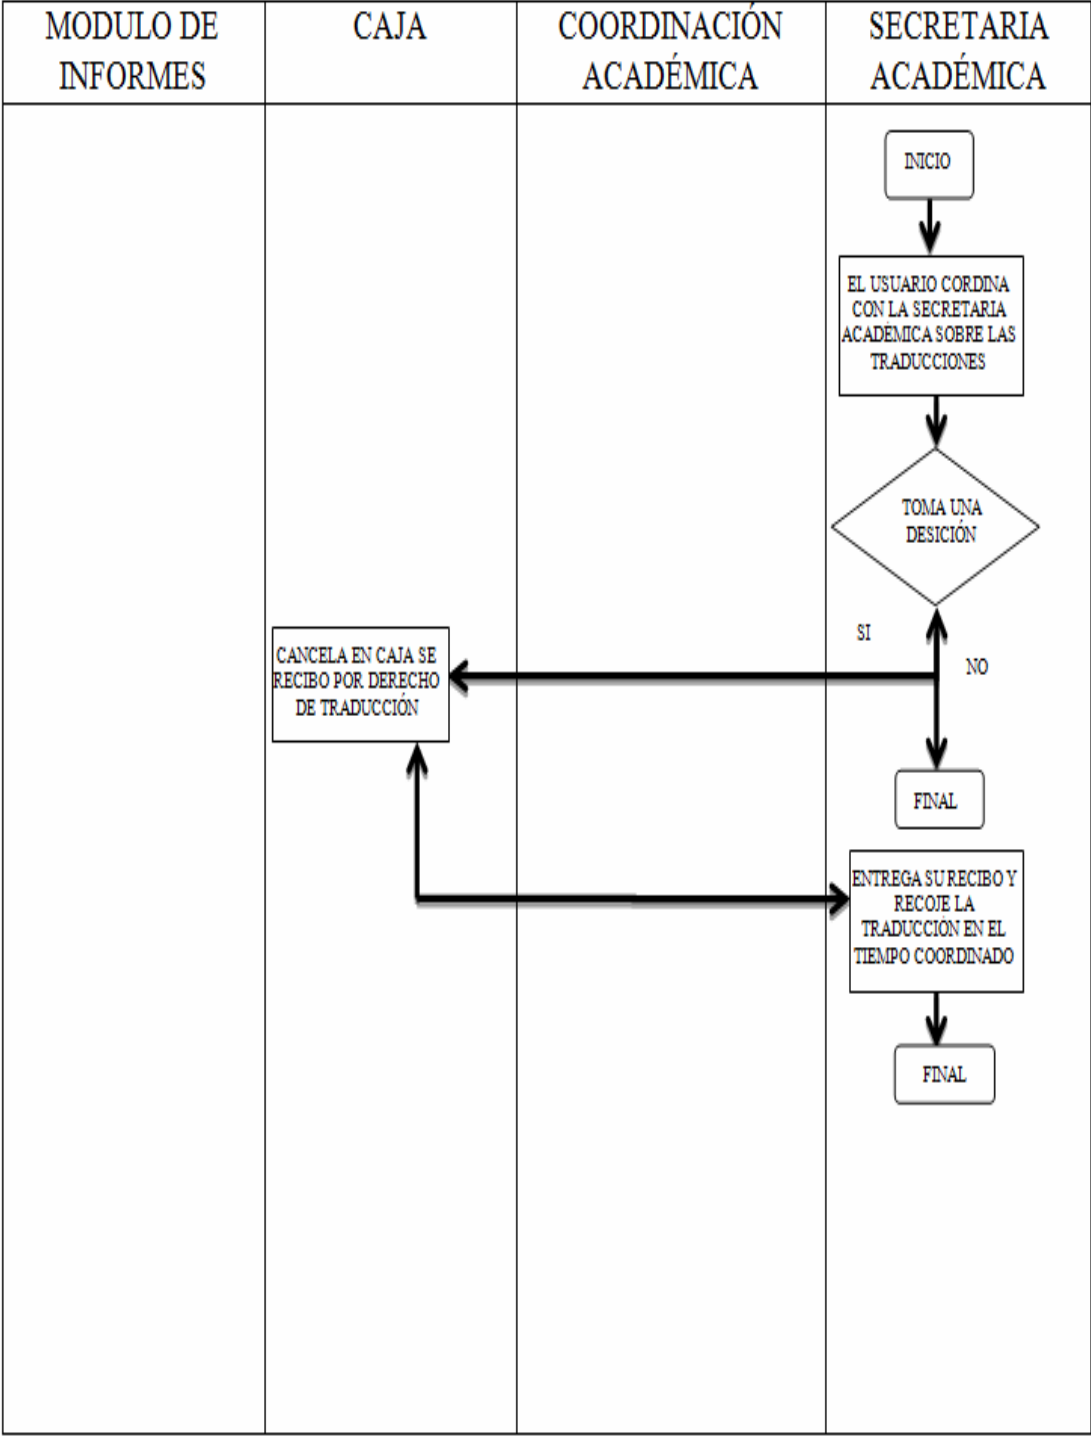 MODULO DE
INFORMES
CAJA
COORDINACIÓN
ACADÉMICA
SECRETARIA
ACADÉMICA
INICIO
EL USUARIO CORDINA
CON LA SECRETARIA
ACADÉMICA SOBRE LAS
TRADUCCIONES
TOMA UNA
DESICIÓN
SI
NO
CANCELA EN CAJA SE
RECIBO POR DERECHO
DE TRADUCCIÓN
FINAL
ENTREGA SU RECIBO Y
RECOJE LA
TRADUCCIÓN EN EL
TIEMPO COORDINADO
FINAL